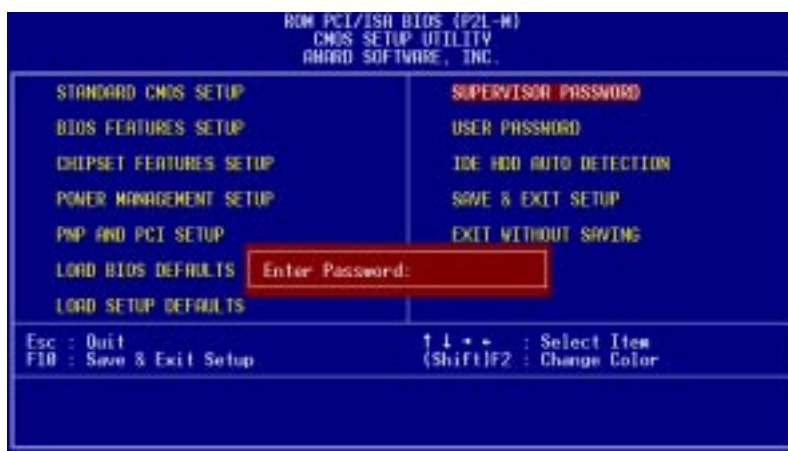 ROM PCI/ISA BIOS (P2L-M)
CMOS SETUP UTILITY
AWARD SOFTWARE, INC.
STANDARD CMOS SETUP
BIOS FEATURES SETUP
CHIPSET FEATURES SETUP
POWER MANAGEMENT SETUP
PNP AND PCI SETUP
LOAD BIOS DEFAULTS
LOAD SETUP DEFAULTS
SUPERVISOR PASSWORD
USER PASSWORD
IDE HDD AUTO DETECTION
SAVE & EXIT SETUP
EXIT WITHOUT SAVING
Enter Password:
Esc : Quit
F10 : Save & Exit Setup
↑ ↓ → ← : Select Item
(Shift)F2 : Change Color